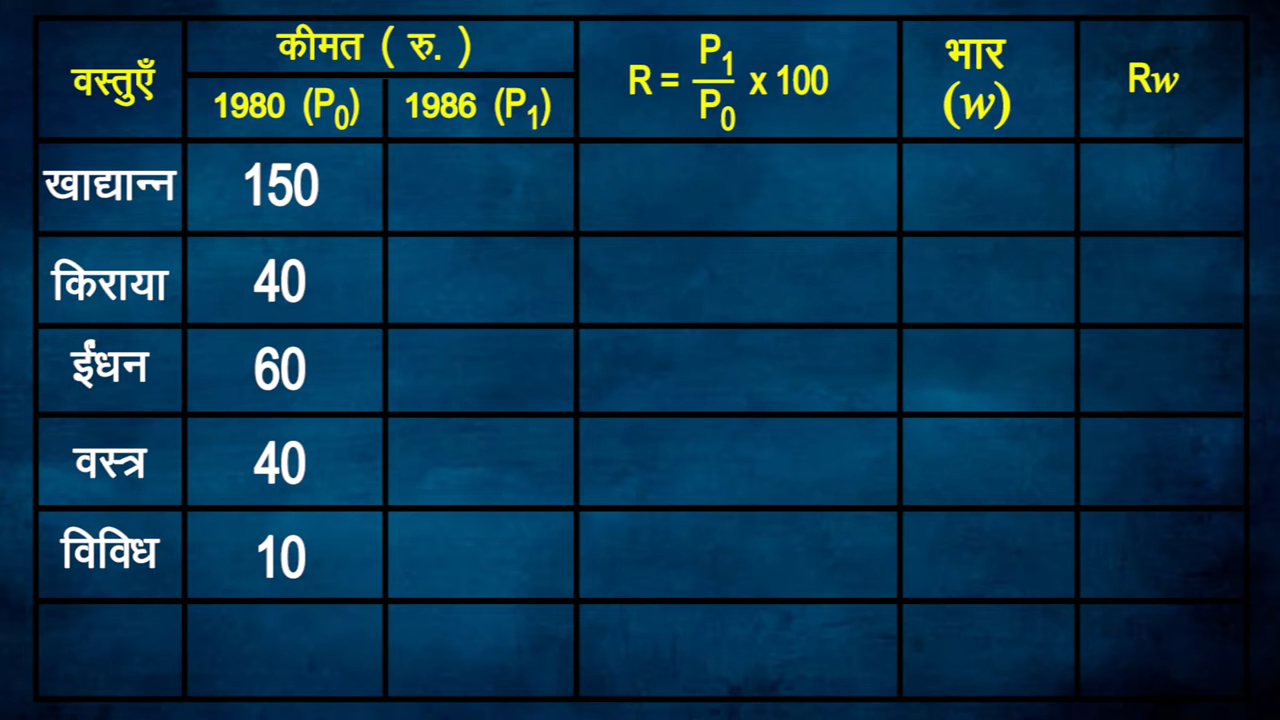 वस्तुएँ
कीमत ( रु. )
1980 (P₀)
1986 (P₁)
R = P₁/P₀ x 100
भार
(w)
Rw
खाद्यान्न 150
किराया 40
ईंधन 60
वस्त्र 40
विविध 10